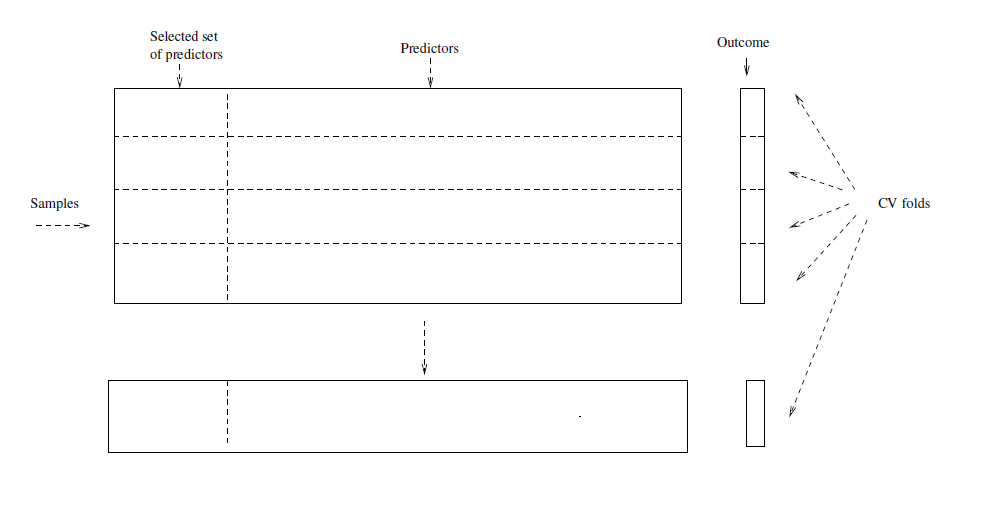 Selected set
of predictors
Predictors
Outcome
Samples
CV folds